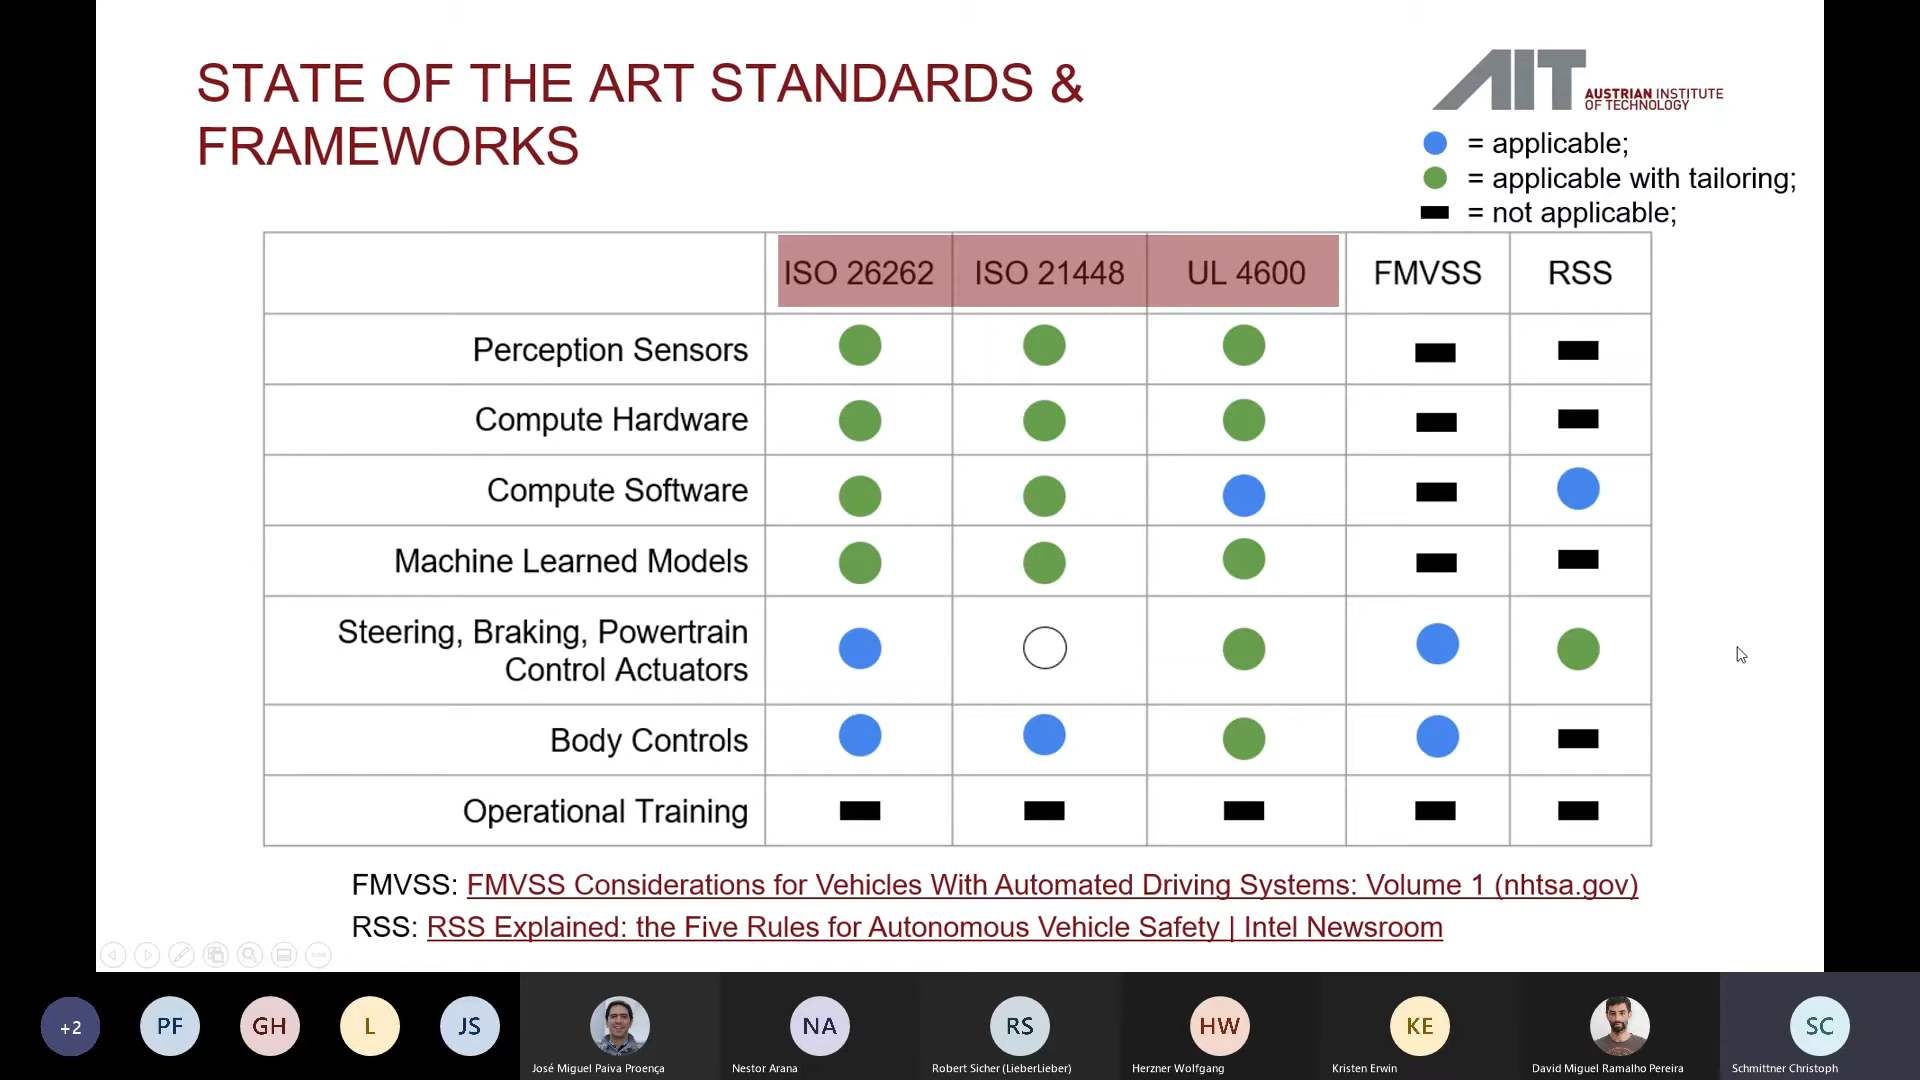 STATE OF THE ART STANDARDS &
FRAMEWORKS
AIT
AUSTRIAN INSTITUTE
OF TECHNOLOGY
= applicable;
= applicable with tailoring;
= not applicable;
ISO 26262 ISO 21448 UL 4600 FMVSS RSS
Perception Sensors
Compute Hardware
Compute Software
Machine Learned Models
Steering, Braking, Powertrain
Control Actuators
Body Controls
Operational Training
FMVSS: FMVSS Considerations for Vehicles With Automated Driving Systems: Volume 1 (nhtsa.gov)
RSS: RSS Explained: the Five Rules for Autonomous Vehicle Safety | Intel Newsroom
+2 PF GH L JS NA RS HW KE SC
José Miguel Paiva Proença Nestor Arana Robert Sicher (LieberLieber) Herzner Wolfgang Kristen Erwin David Miguel Ramalho Pereira Schmittner Christoph